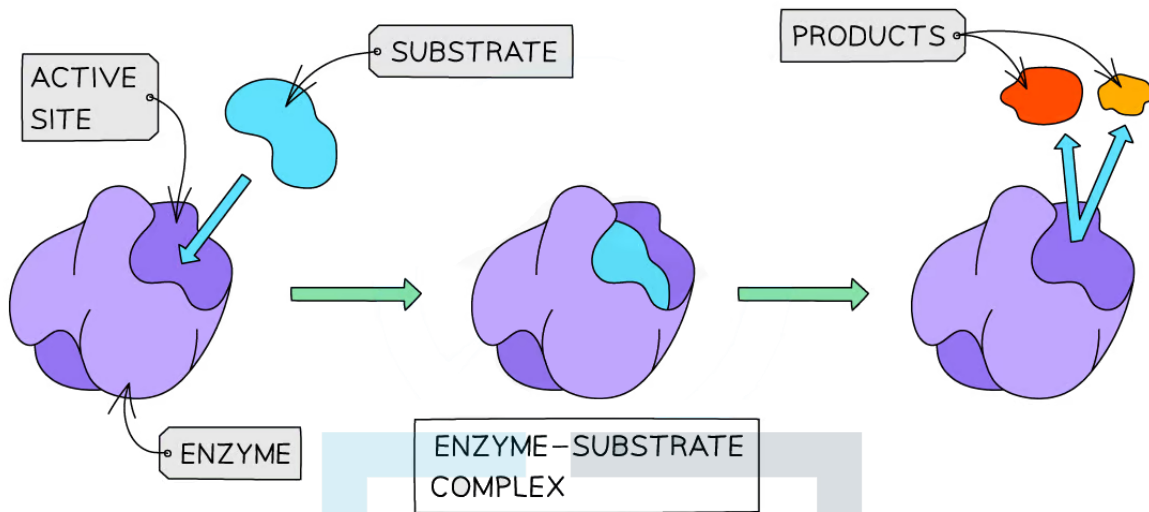 SUBSTRATE
PRODUCTS
ACTIVE
SITE
ENZYME
ENZYME-SUBSTRATE
COMPLEX